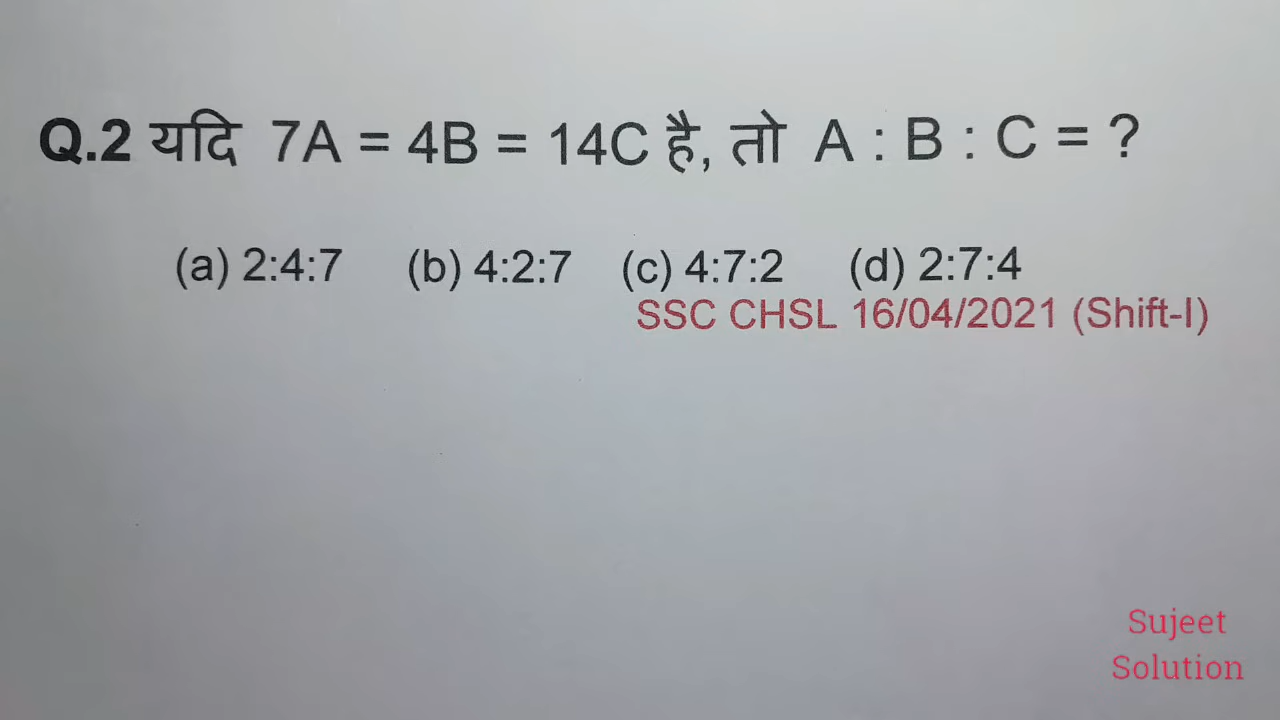 Q.2 यदि 7A = 4B = 14C है, तो A : B : C = ?
(a) 2:4:7 (b) 4:2:7 (c) 4:7:2 (d) 2:7:4
SSC CHSL 16/04/2021 (Shift-I)
Sujeet
Solution